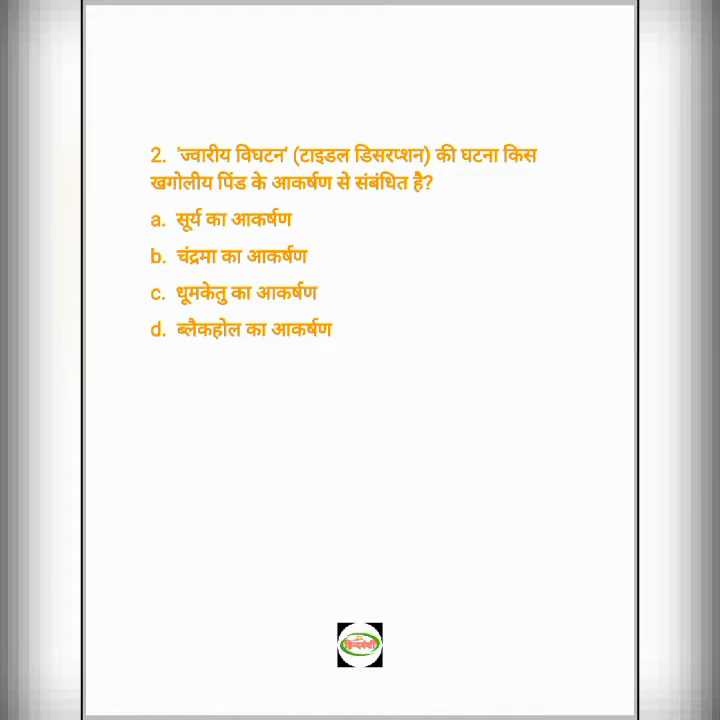 2. 'ज्वारीय विघटन' (टाइडल डिसरप्शन) की घटना किस
खगोलीय पिंड के आकर्षण से संबंधित है?
a. सूर्य का आकर्षण
b. चंद्रमा का आकर्षण
c. धूमकेतु का आकर्षण
d. ब्लैकहोल का आकर्षण